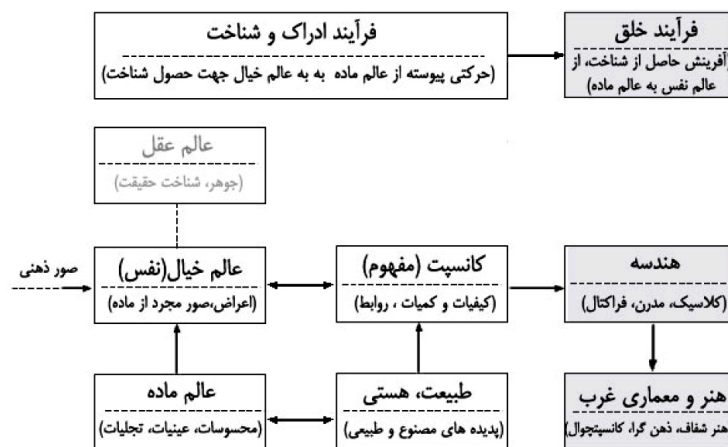 فرآیند ادراک و شناخت
(حرکتی پیوسته از عالم ماده به به عالم خیال جهت حصول شناخت)
فرآیند خلق
(آفرینش حاصل از شناخت، از
عالم نفس به عالم ماده)
عالم عقل
(جوهر، شناخت حقیقت)
صور ذهنی
عالم خیال(نفس)
(اعراض،صور مجرد از ماده)
کانسپت (مفهوم)
(کیفیات و کمیات ، روابط)
هندسه
(کلاسیک، مدرن، فراکتال)
عالم ماده
(محسوسات، عینیات، تجلیات)
طبیعت، هستی
(پدیده های مصنوع و طبیعی)
هنر و معماری غرب
(هنر شفاف، ذهن گرا، کانسپتچوال)